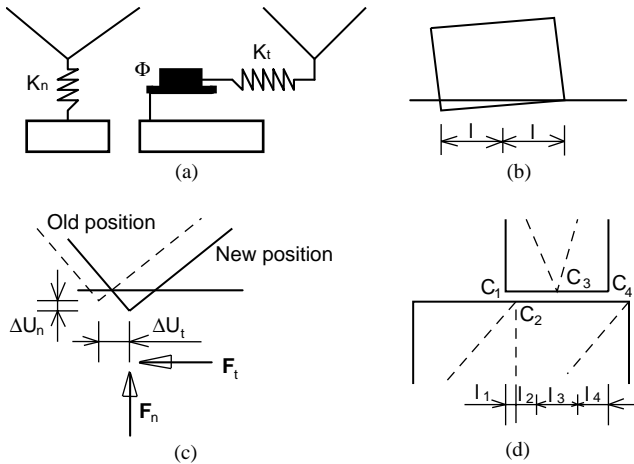 Kn
Φ
Kt
(a)
l
l
(b)
Old position
New position
ΔUn
ΔUt
Ft
Fn
(c)
C1
C3
C4
C2
l1
l2
l3
l4
(d)